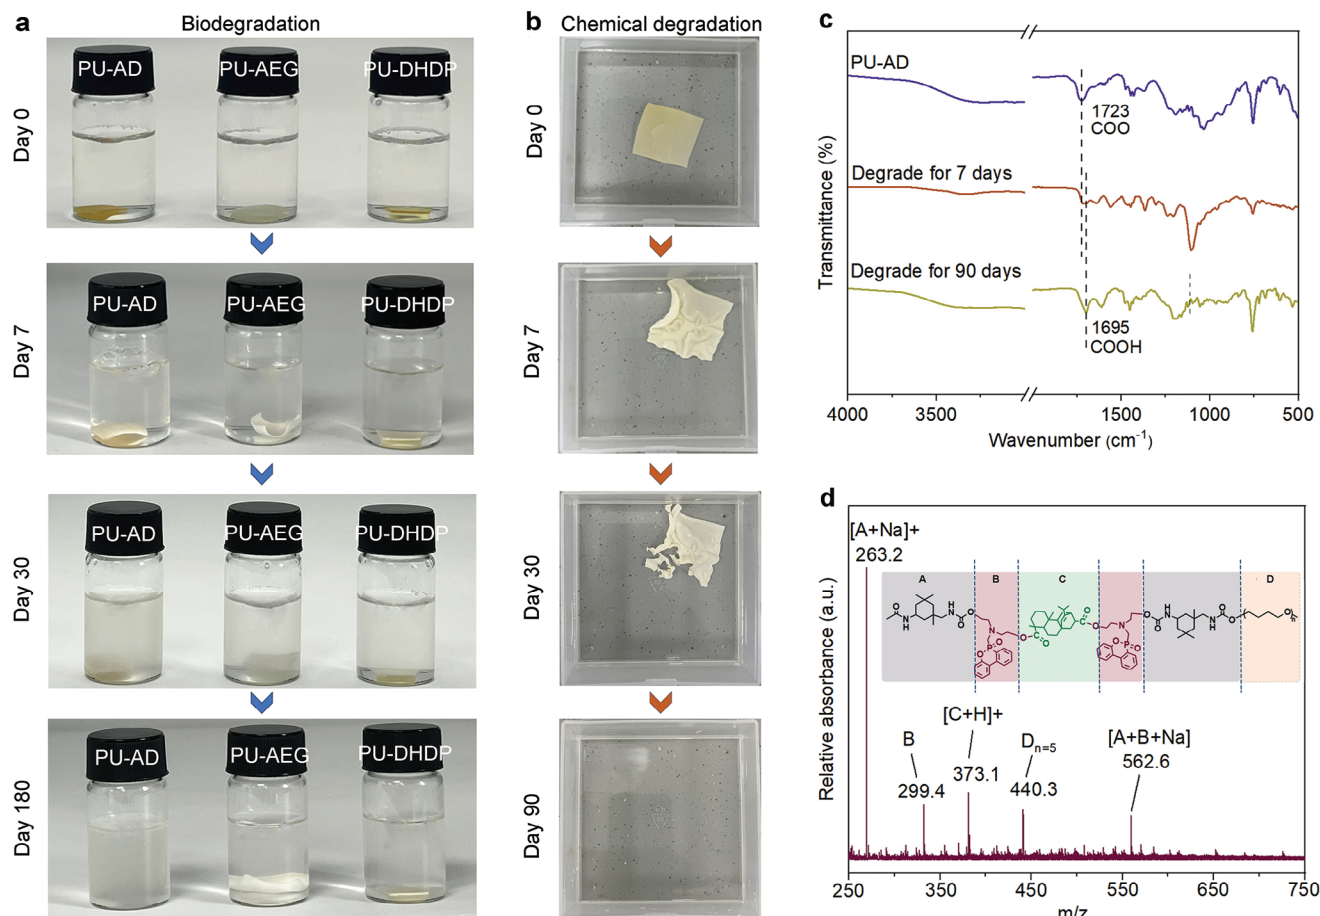 a
Biodegradation
Day 0
PU-AD
PU-AEG
PU-DHDP
Day 7
PU-AD
PU-AEG
PU-DHDP
Day 30
PU-AD
PU-AEG
PU-DHDP
Day 180
PU-AD
PU-AEG
PU-DHDP
b
Chemical degradation
Day 0
Day 7
Day 30
Day 90
c
Transmittance (%)
PU-AD
1723
COO
Degrade for 7 days
Degrade for 90 days
1695
COOH
4000 3500 1500 1000 500
Wavenumber (cm⁻¹)
d
Relative absorbance (a.u.)
[A+Na]+
263.2
A B C D
B
299.4
[C+H]+
373.1
Dn=5
440.3
[A+B+Na]
562.6
250 350 450 550 650 750
m/z